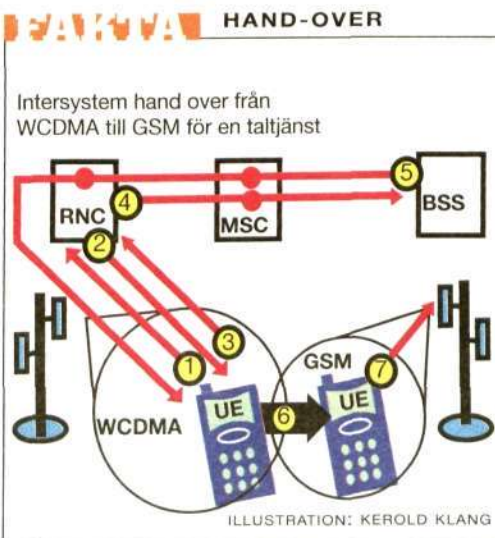 FAKTA HAND-OVER
Intersystem hand over från
WCDMA till GSM för en taltjänst
RNC
MSC
BSS
4
5
2
3
1
GSM
7
WCDMA
UE
6
UE
ILLUSTRATION: KEROLD KLANG